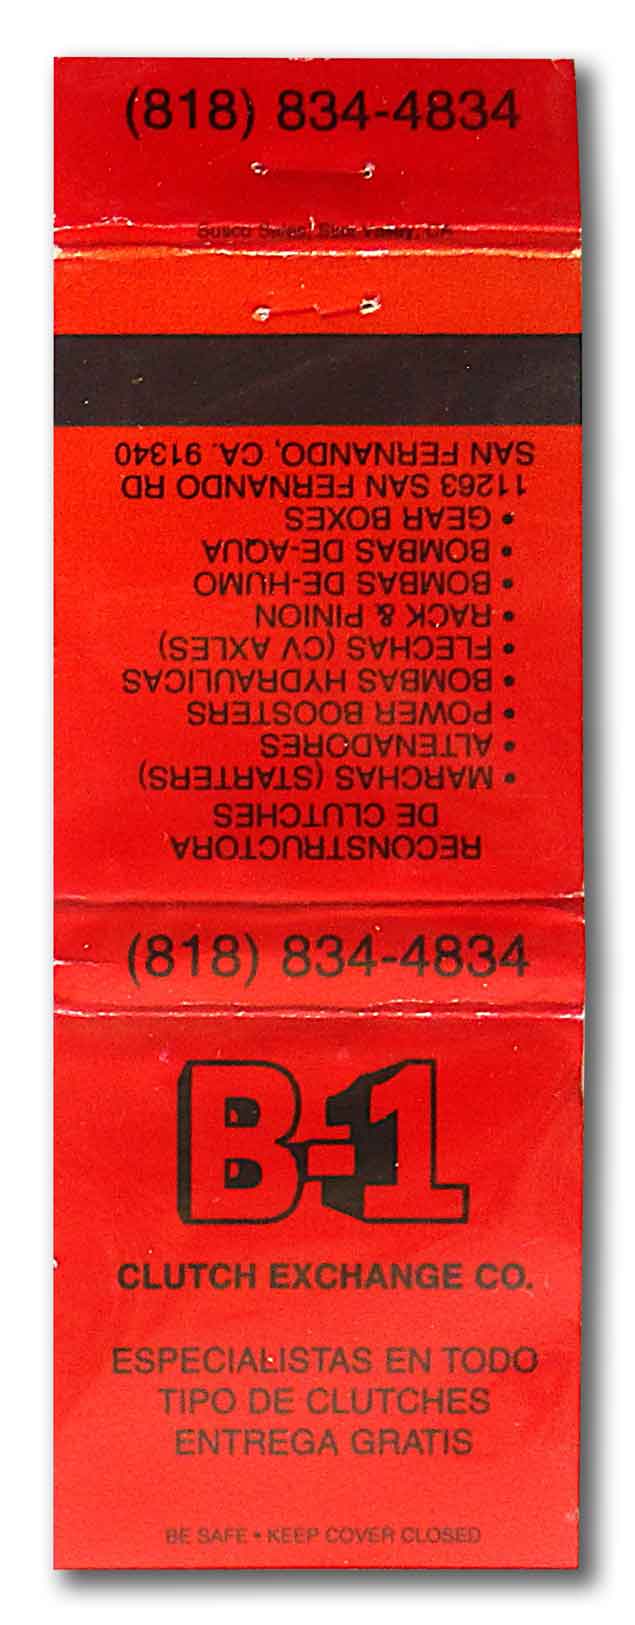 (818) 834-4834
RECONSTRUCTORA
DE CLUTCHES
• MARCHAS (STARTERS)
• ALTENADORES
• POWER BOOSTERS
• BOMBAS HYDRAULICAS
• FLECHAS (CV AXLES)
• RACK & PINION
• BOMBAS DE-HUMO
• BOMBAS DE-AQUA
• GEAR BOXES
11263 SAN FERNANDO RD
SAN FERNANDO, CA. 91340
(818) 834-4834
B-1
CLUTCH EXCHANGE CO.
ESPECIALISTAS EN TODO
TIPO DE CLUTCHES
ENTREGA GRATIS
BE SAFE • KEEP COVER CLOSED